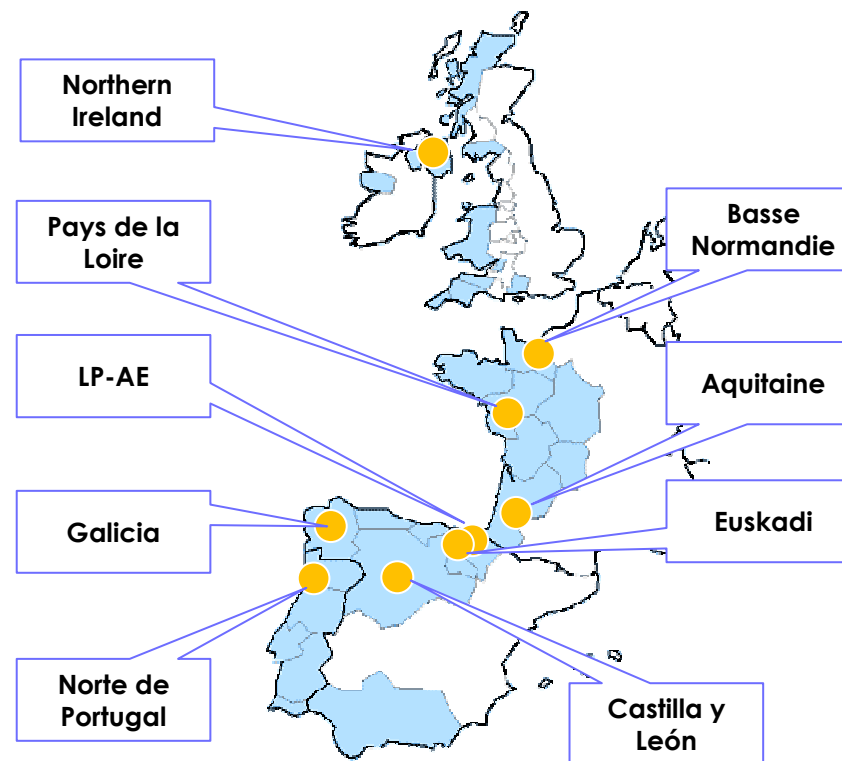 Northern
Ireland
Pays de la
Loire
Basse
Normandie
LP-AE
Aquitaine
Galicia
Euskadi
Norte de
Portugal
Castilla y
León